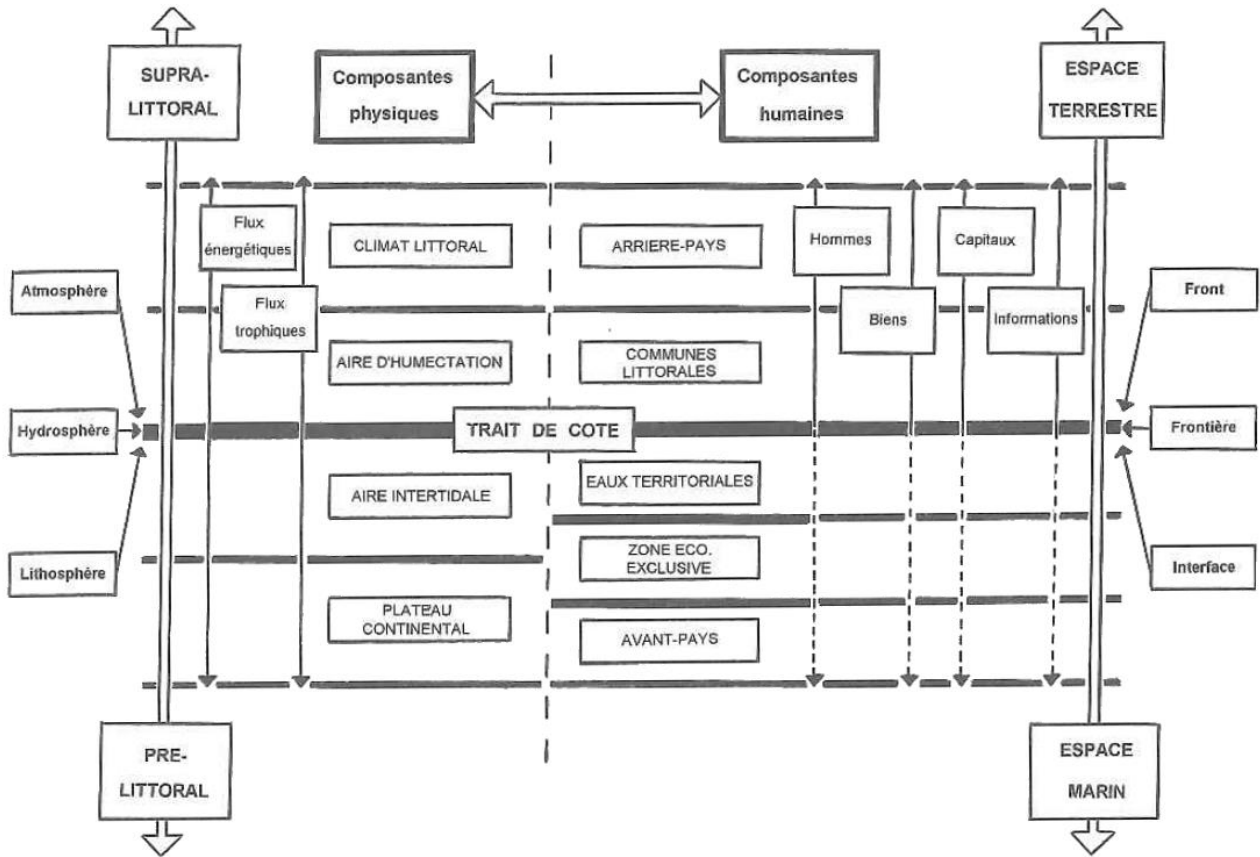 SUPRA-
LITTORAL
Composantes
physiques
Composantes
humaines
ESPACE
TERRESTRE
Flux
énergétiques
CLIMAT LITTORAL
ARRIERE-PAYS
Hommes
Capitaux
Atmosphère
Flux
trophiques
Biens
Informations
Front
AIRE D'HUMECTATION
COMMUNES
LITTORALES
Hydrosphère
TRAIT DE COTE
Frontière
AIRE INTERTIDALE
EAUX TERRITORIALES
Lithosphère
ZONE ECO.
EXCLUSIVE
Interface
PLATEAU
CONTINENTAL
AVANT-PAYS
PRE-
LITTORAL
ESPACE
MARIN